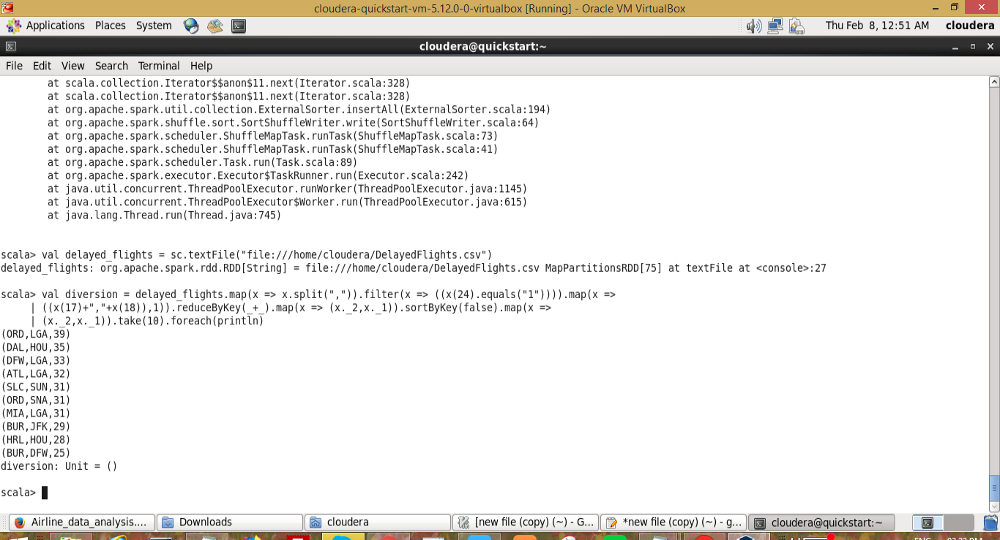 cloudera-quickstart-vm-5.12.0-0-virtualbox [Running] - Oracle VM VirtualBox
Applications Places System Thu Feb 8, 12:51 AM cloudera
cloudera@quickstart:~
File Edit View Search Terminal Help
at scala.collection.Iterator$$anon$11.next(Iterator.scala:328)
at scala.collection.Iterator$$anon$11.next(Iterator.scala:328)
at org.apache.spark.util.collection.ExternalSorter.insertAll(ExternalSorter.scala:194)
at org.apache.spark.shuffle.sort.SortShuffleWriter.write(SortShuffleWriter.scala:64)
at org.apache.spark.scheduler.ShuffleMapTask.runTask(ShuffleMapTask.scala:73)
at org.apache.spark.scheduler.ShuffleMapTask.runTask(ShuffleMapTask.scala:41)
at org.apache.spark.scheduler.Task.run(Task.scala:89)
at org.apache.spark.executor.Executor$TaskRunner.run(Executor.scala:242)
at java.util.concurrent.ThreadPoolExecutor.runWorker(ThreadPoolExecutor.java:1145)
at java.util.concurrent.ThreadPoolExecutor$Worker.run(ThreadPoolExecutor.java:615)
at java.lang.Thread.run(Thread.java:745)
scala> val delayed_flights = sc.textFile("file:///home/cloudera/DelayedFlights.csv")
delayed_flights: org.apache.spark.rdd.RDD[String] = file:///home/cloudera/DelayedFlights.csv MapPartitionsRDD[75] at textFile at <console>:27
scala> val diversion = delayed_flights.map(x => x.split(",")).filter(x => ((x(24).equals("1")))).map(x =>
| ((x(17)+","+x(18)),1)).reduceByKey(_+_).map(x => (x._2,x._1)).sortByKey(false).map(x =>
| (x._2,x._1)).take(10).foreach(println)
(ORD,LGA,39)
(DAL,HOU,35)
(DFW,LGA,33)
(ATL,LGA,32)
(SLC,SUN,31)
(ORD,SNA,31)
(MIA,LGA,31)
(BUR,JFK,29)
(HRL,HOU,28)
(BUR,DFW,25)
diversion: Unit = ()
scala>
Airline_data_analysis.... Downloads cloudera [new file (copy) (~) - G... *new file (copy) (~) - g... cloudera@quickstart:~